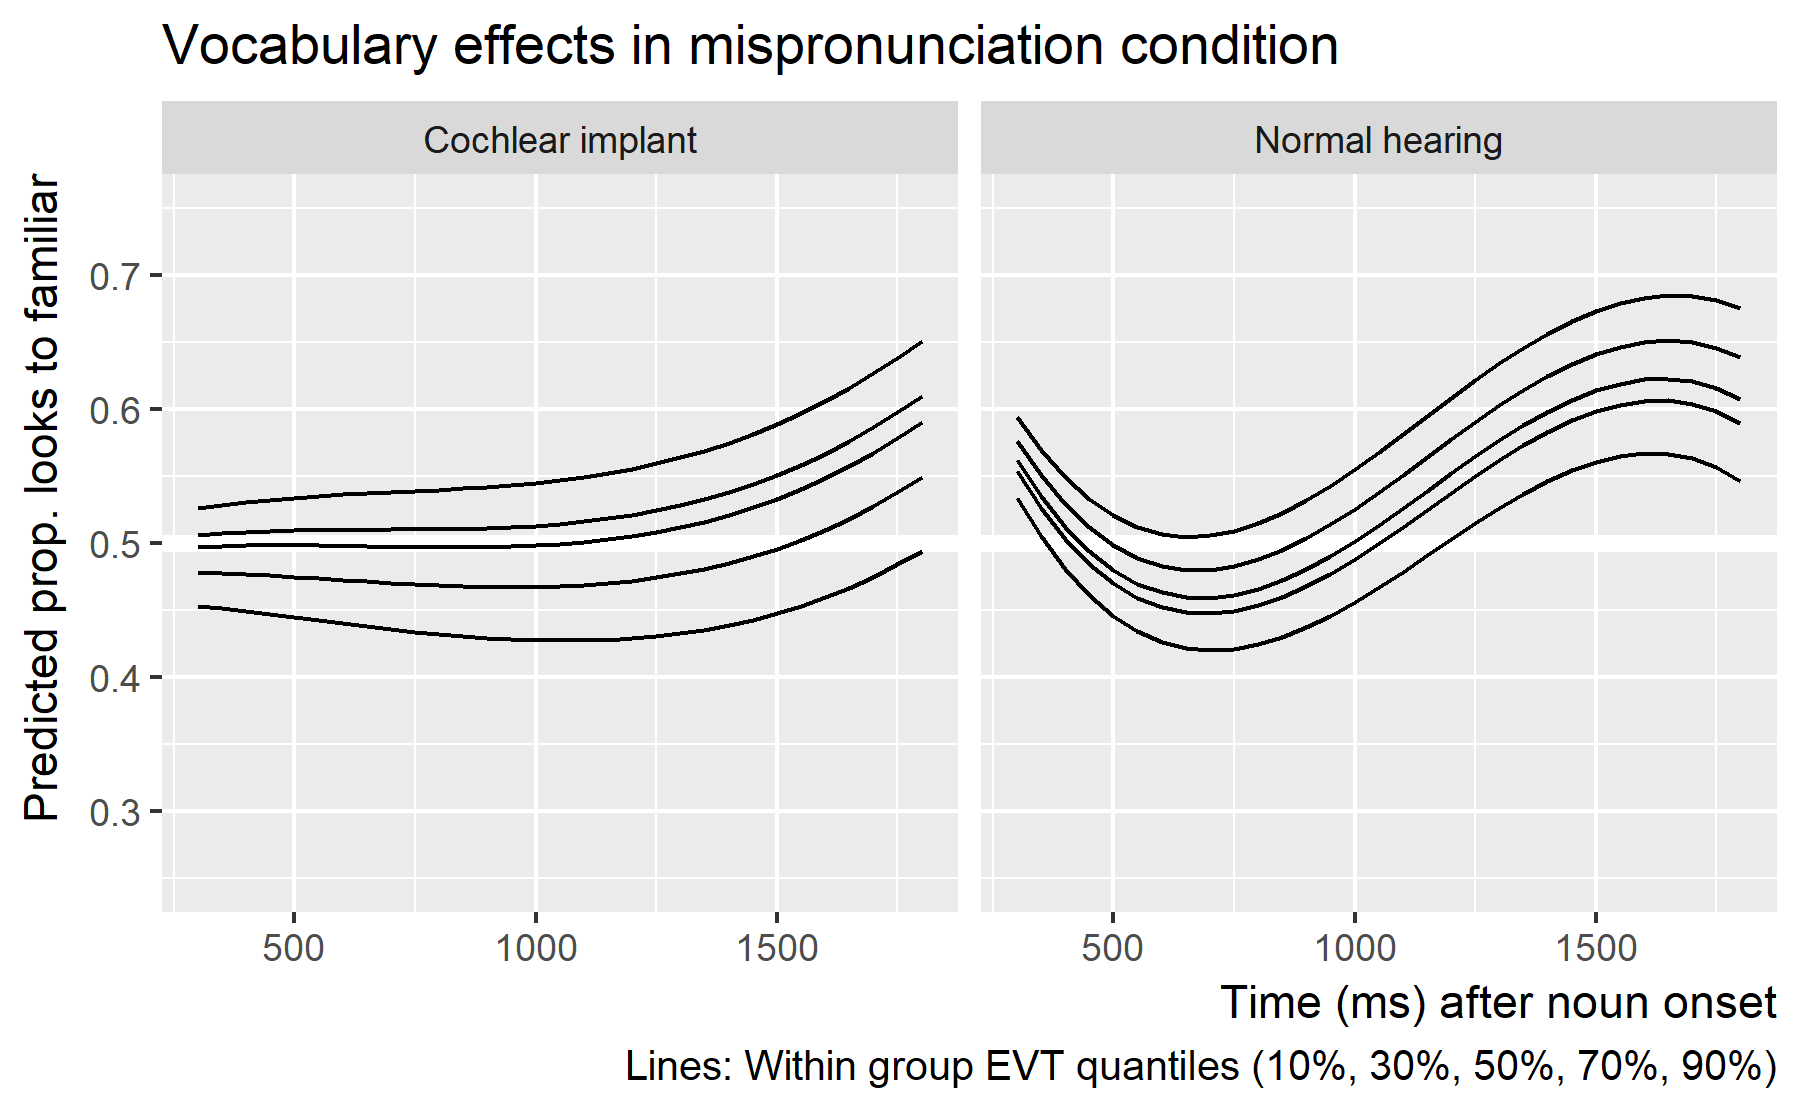 Vocabulary effects in mispronunciation condition
Cochlear implant
Normal hearing
Predicted prop. looks to familiar
0.7
0.6
0.5
0.4
0.3
500 1000 1500
500 1000 1500
Time (ms) after noun onset
Lines: Within group EVT quantiles (10%, 30%, 50%, 70%, 90%)